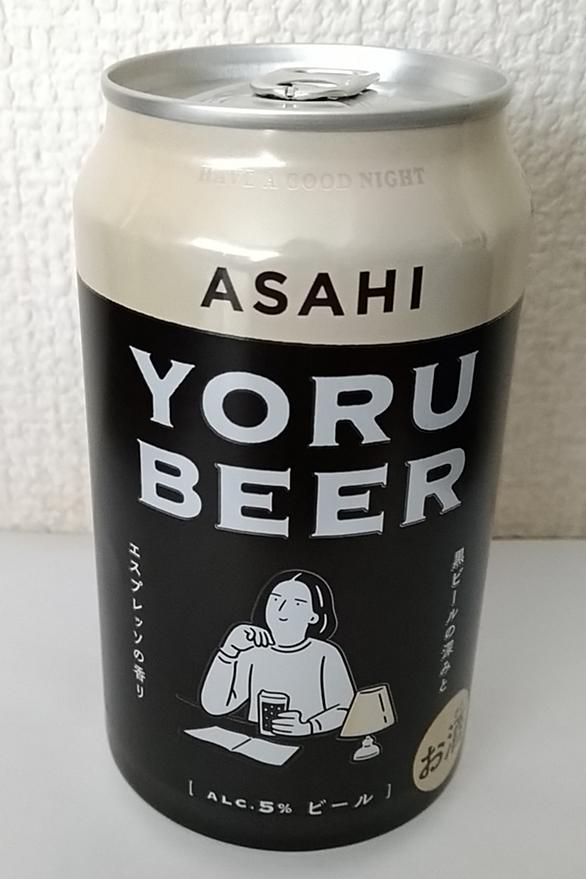 HAVE A GOOD NIGHT
ASAHI
YORU
BEER
黒ビールの深みと
エスプレッソの香り
お酒
[ ALC.5% ビール ]